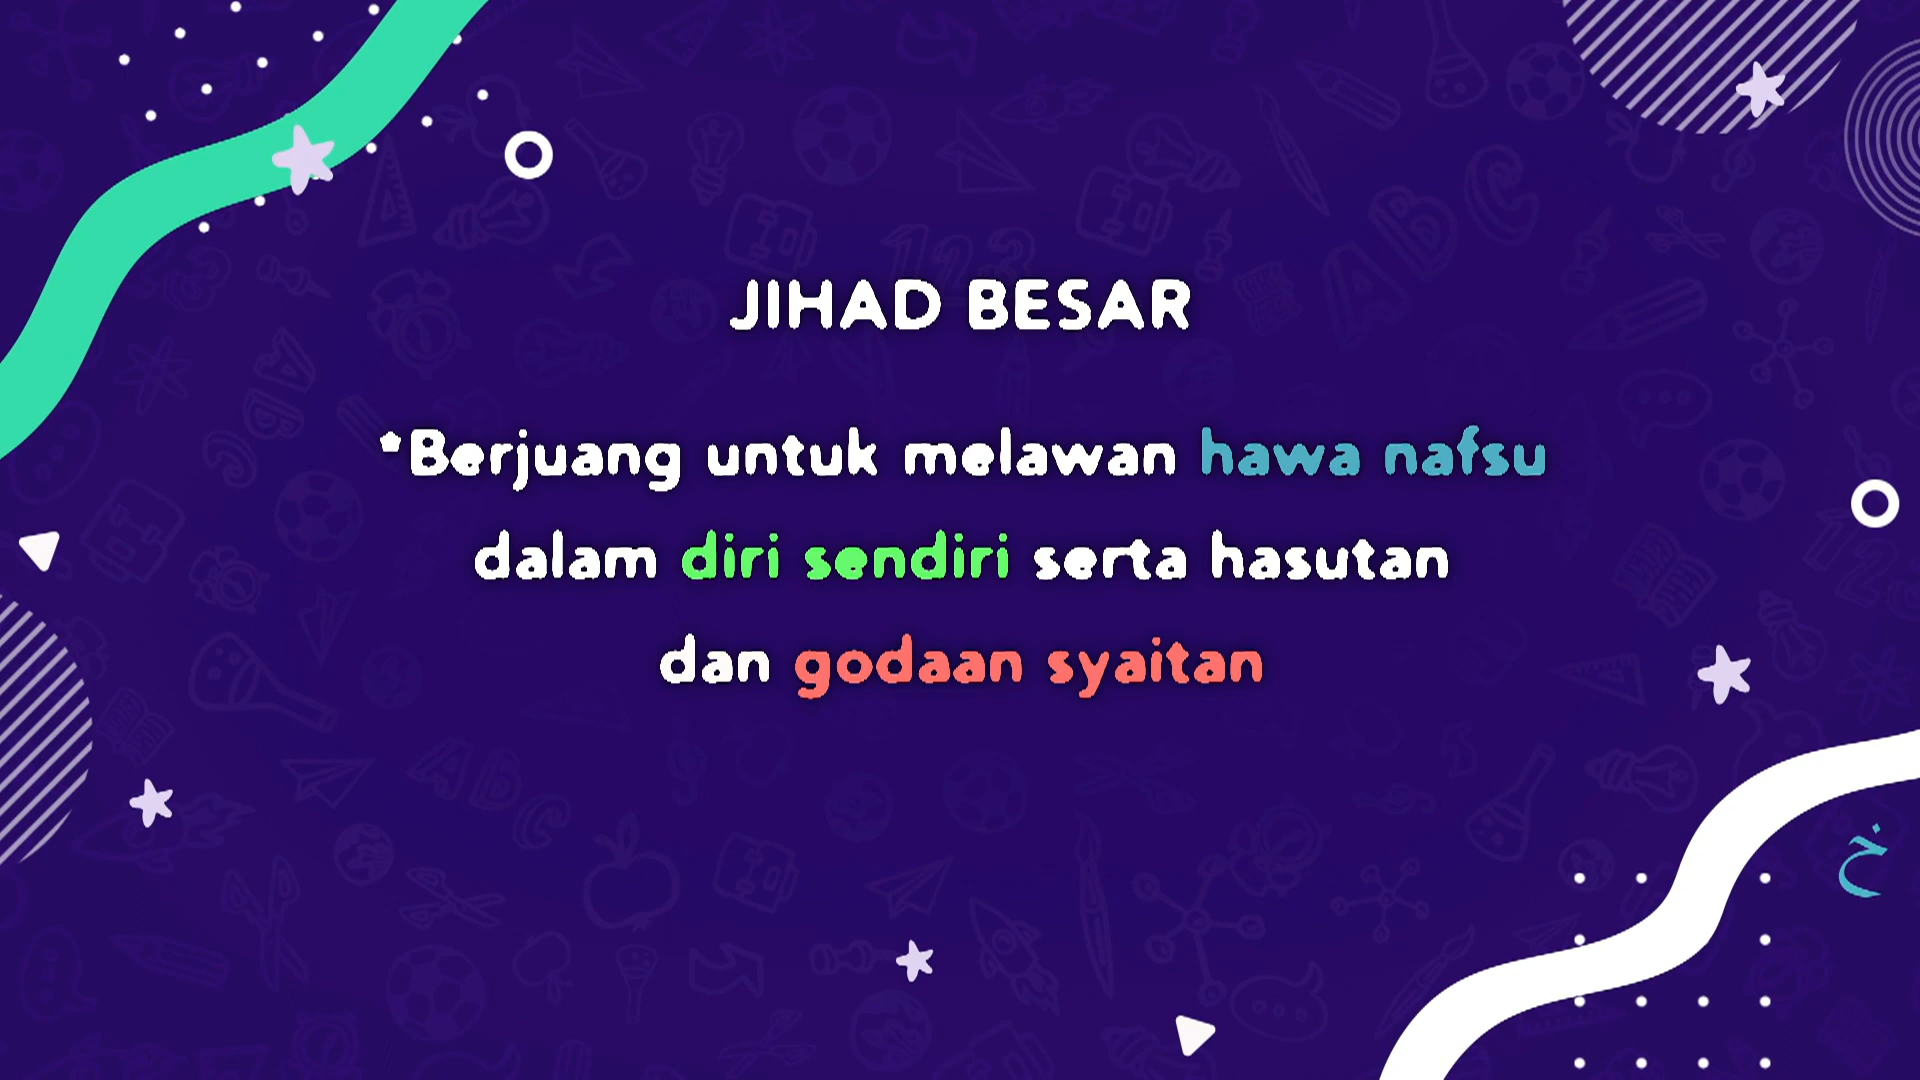 JIHAD BESAR
*Berjuang untuk melawan hawa nafsu
dalam diri sendiri serta hasutan
dan godaan syaitan
خ